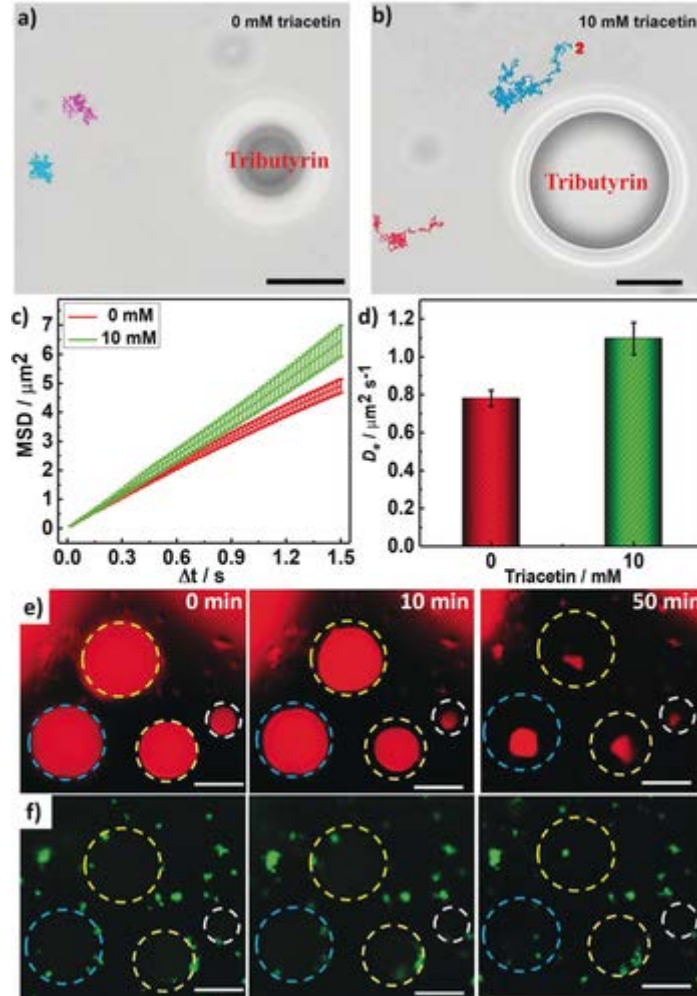 a)
0 mM triacetin
Tributyrin
b)
10 mM triacetin
2
Tributyrin
c)
0 mM
10 mM
7
6
5
4
3
2
1
0
MSD / μm²
0.0 0.3 0.6 0.9 1.2 1.5
Δt / s
d)
1.2
1.0
0.8
0.6
0.4
0.2
0.0
Dₑ / μm² s⁻¹
0 10
Triacetin / mM
e)
0 min
10 min
50 min
f)